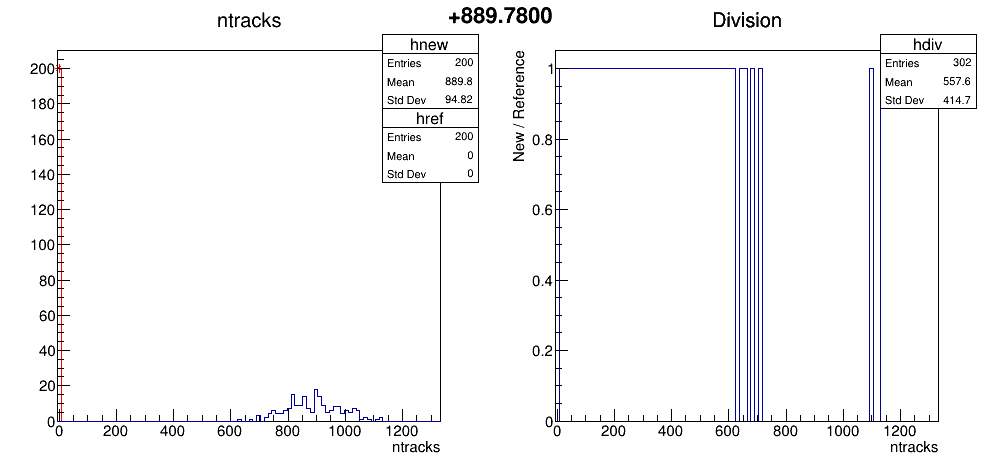 +889.7800
ntracks
hnew
Entries 200
Mean 889.8
Std Dev 94.82
href
Entries 200
Mean 0
Std Dev 0
200
180
160
140
120
100
80
60
40
20
0
0 200 400 600 800 1000 1200
ntracks
Division
hdiv
Entries 302
Mean 557.6
Std Dev 414.7
New / Reference
1
0.8
0.6
0.4
0.2
0
0 200 400 600 800 1000 1200
ntracks